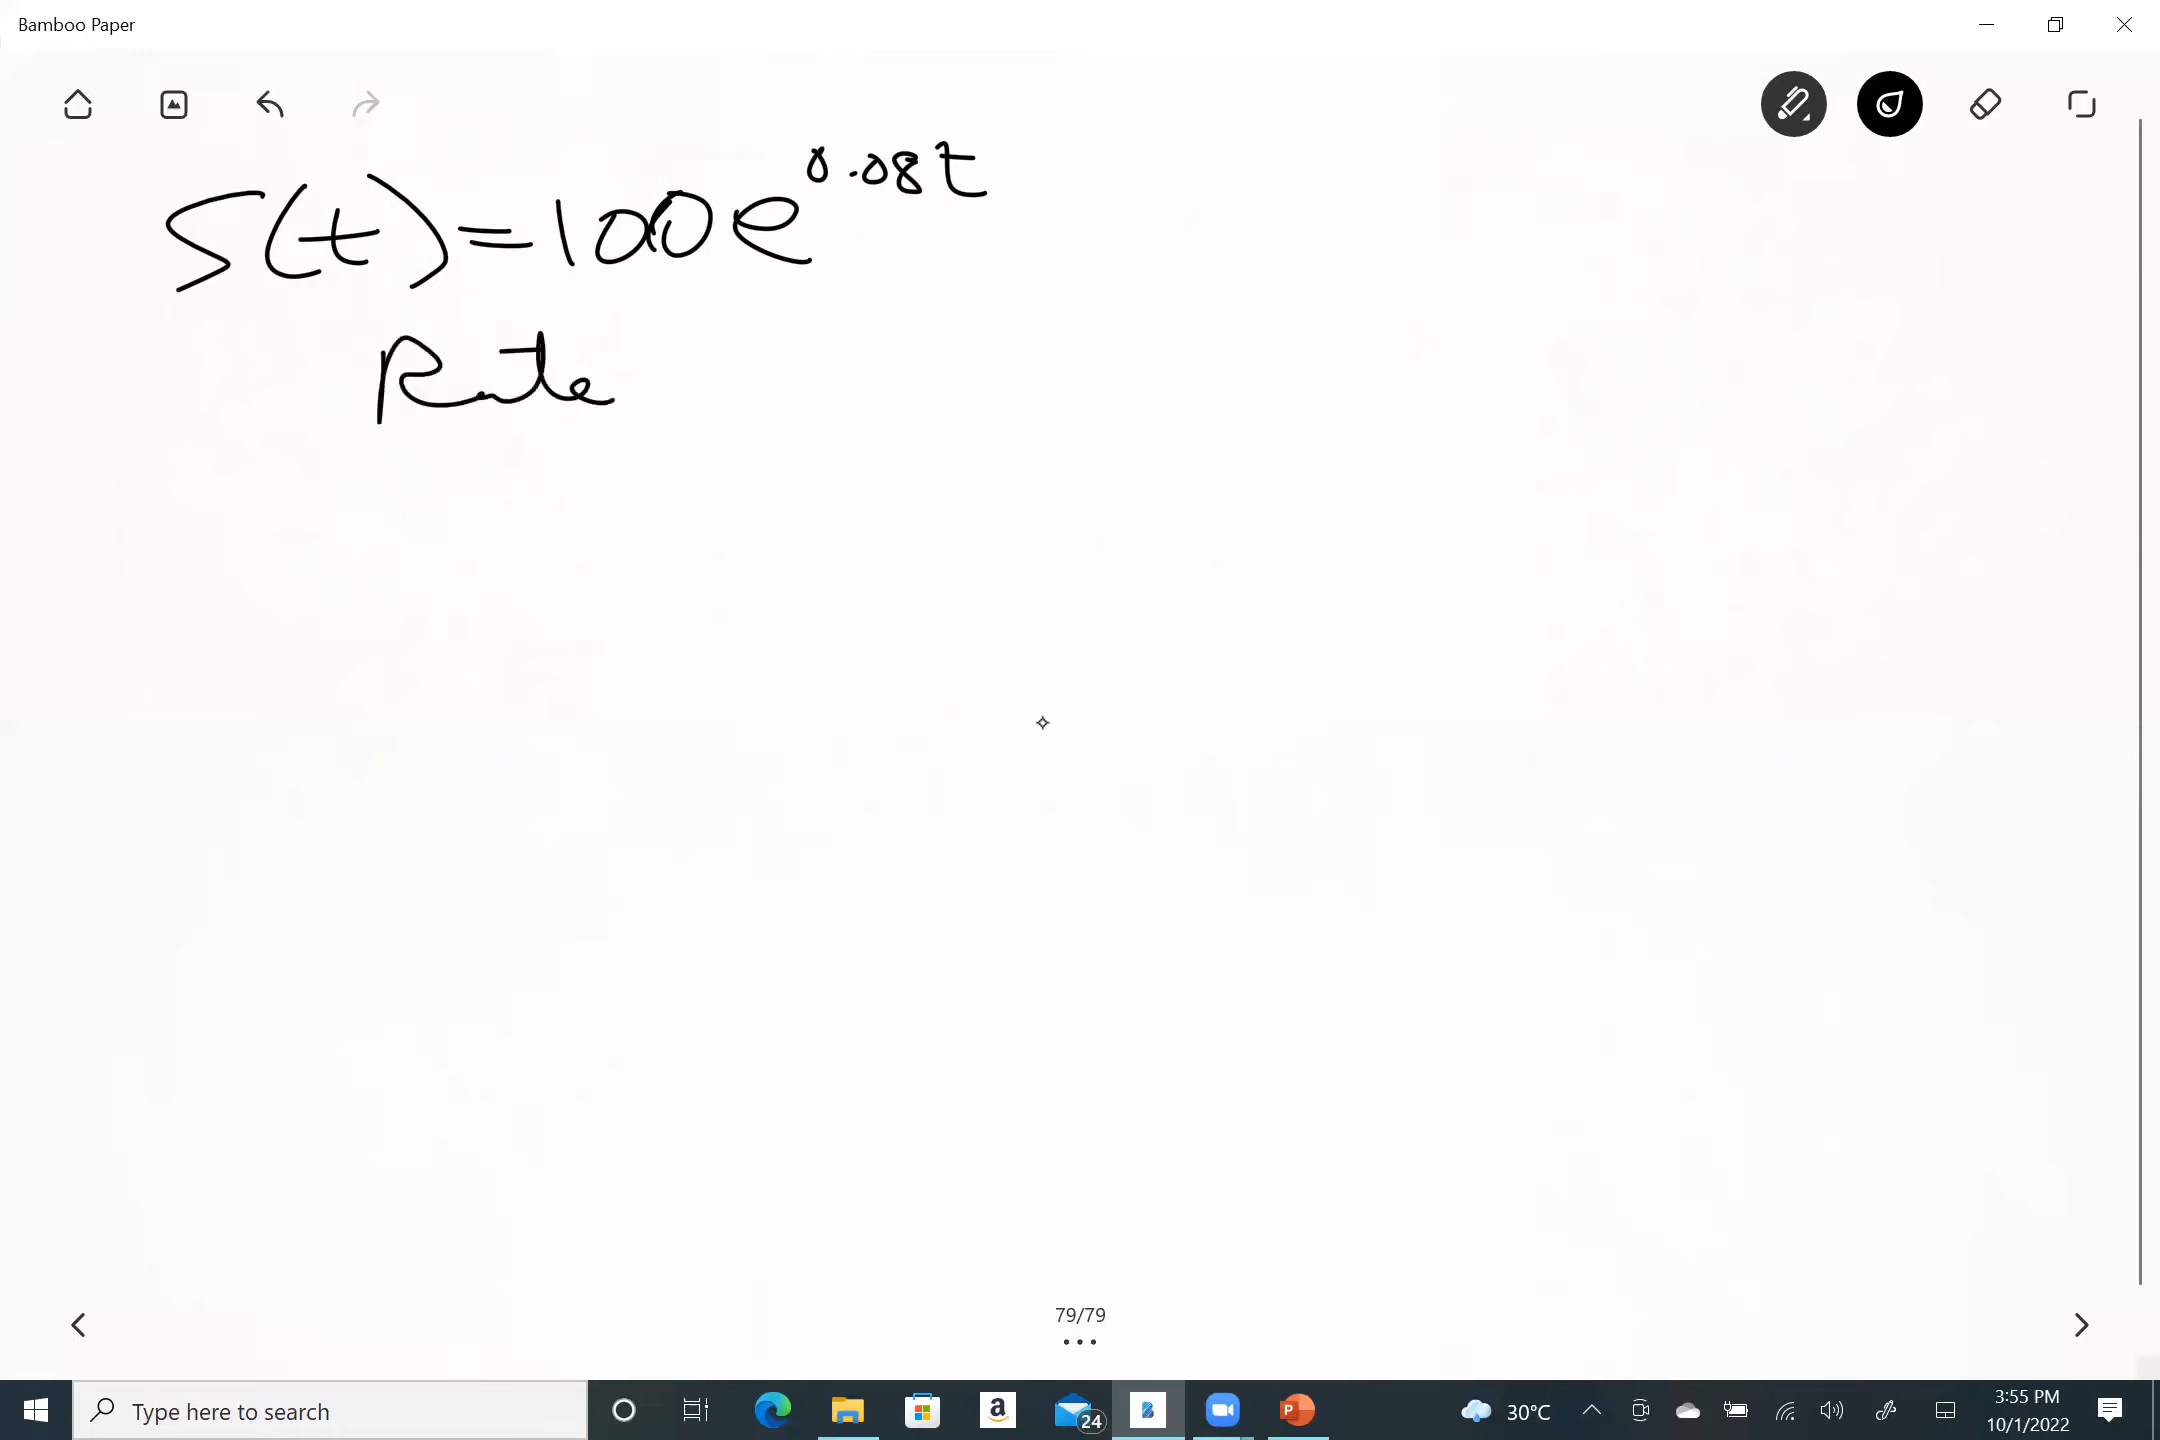 Bamboo Paper
S(t)=100e^0.08t
Rate
79/79
Type here to search
24
30°C
3:55 PM
10/1/2022